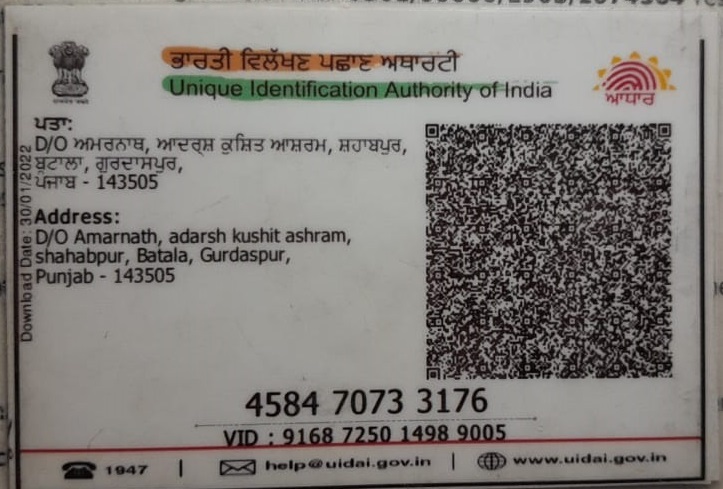 ਭਾਰਤੀ ਵਿਲੱਖਣ ਪਛਾਣ ਅਥਾਰਟੀ
Unique Identification Authority of India
ਆਧਾਰ
ਪਤਾ:
D/O ਅਮਰਨਾਥ, ਆਦਰਸ਼ ਕੁਸ਼ਿਤ ਆਸ਼ਰਮ, ਸ਼ਹਾਬਪੁਰ,
ਬੁਟਾਲਾ, ਗੁਰਦਾਸਪੁਰ,
ਪੰਜਾਬ - 143505
Address:
D/O Amarnath, adarsh kushit ashram,
shahabpur, Batala, Gurdaspur,
Punjab - 143505
Download Date: 30/01/2022
4584 7073 3176
VID : 9168 7250 1498 9005
1947 | help@uidai.gov.in | www.uidai.gov.in